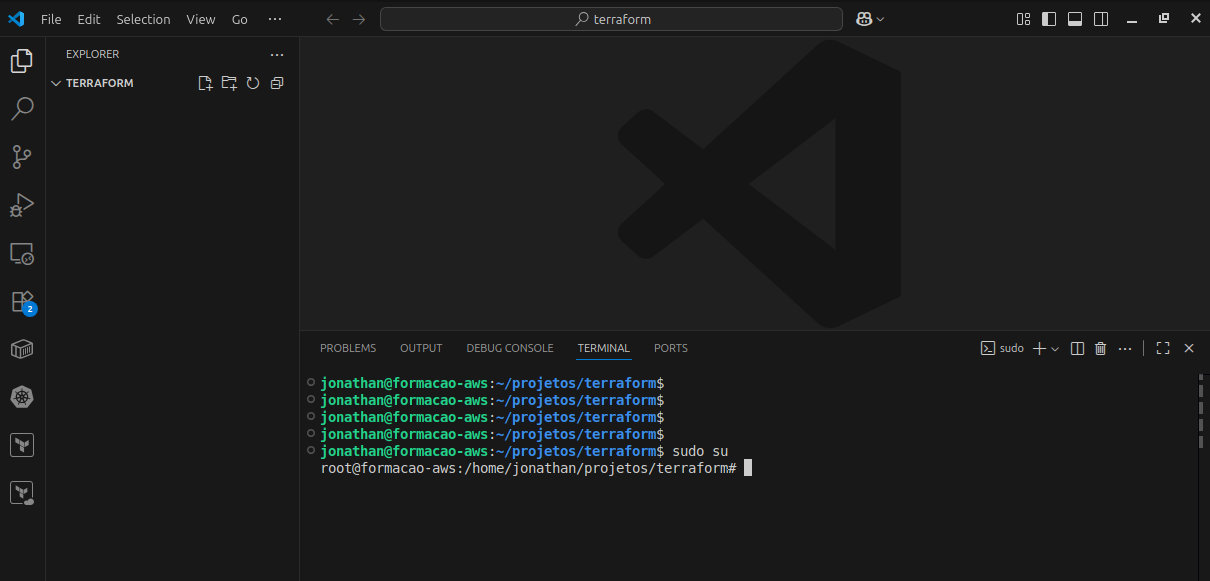 File Edit Selection View Go ···
terraform
EXPLORER ···
TERRAFORM
2
PROBLEMS OUTPUT DEBUG CONSOLE TERMINAL PORTS
sudo ···
jonathan@formacao-aws:~/projetos/terraform$
jonathan@formacao-aws:~/projetos/terraform$
jonathan@formacao-aws:~/projetos/terraform$
jonathan@formacao-aws:~/projetos/terraform$
jonathan@formacao-aws:~/projetos/terraform$ sudo su
root@formacao-aws:/home/jonathan/projetos/terraform#